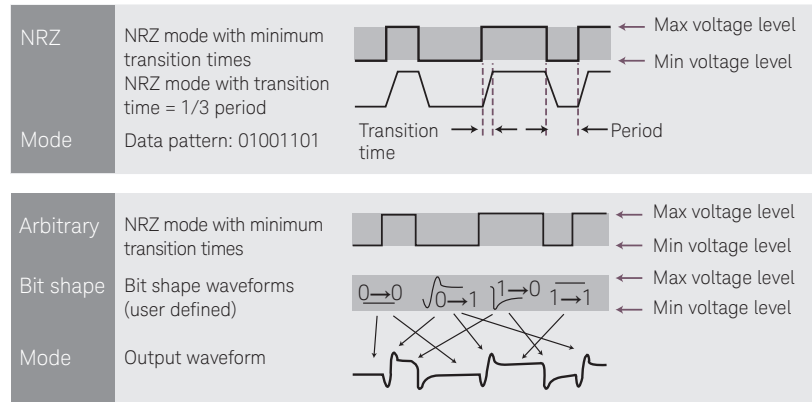 NRZ
NRZ mode with minimum
transition times
NRZ mode with transition
time = 1/3 period
Mode
Data pattern: 01001101
Max voltage level
Min voltage level
Transition
time
Period
Arbitrary
NRZ mode with minimum
transition times
Max voltage level
Min voltage level
Bit shape
Bit shape waveforms
(user defined)
0→0
0→1
1→0
1→1
Max voltage level
Min voltage level
Mode
Output waveform